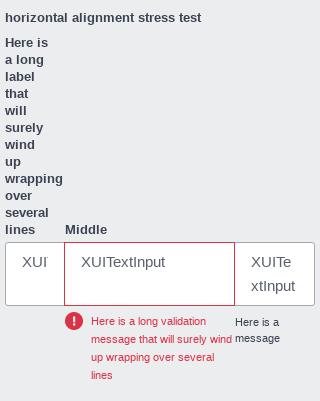 horizontal alignment stress test
Here is
a long
label
that
will
surely
wind
up
wrapping
over
several
lines
Middle
XUI
XUITextInput
XUITe
xtInput
Here is a long validation
message that will surely wind
up wrapping over several
lines
Here is a
message